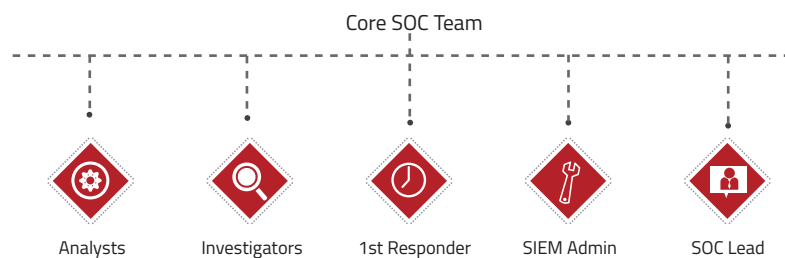 Core SOC Team
Analysts
Investigators
1st Responder
SIEM Admin
SOC Lead